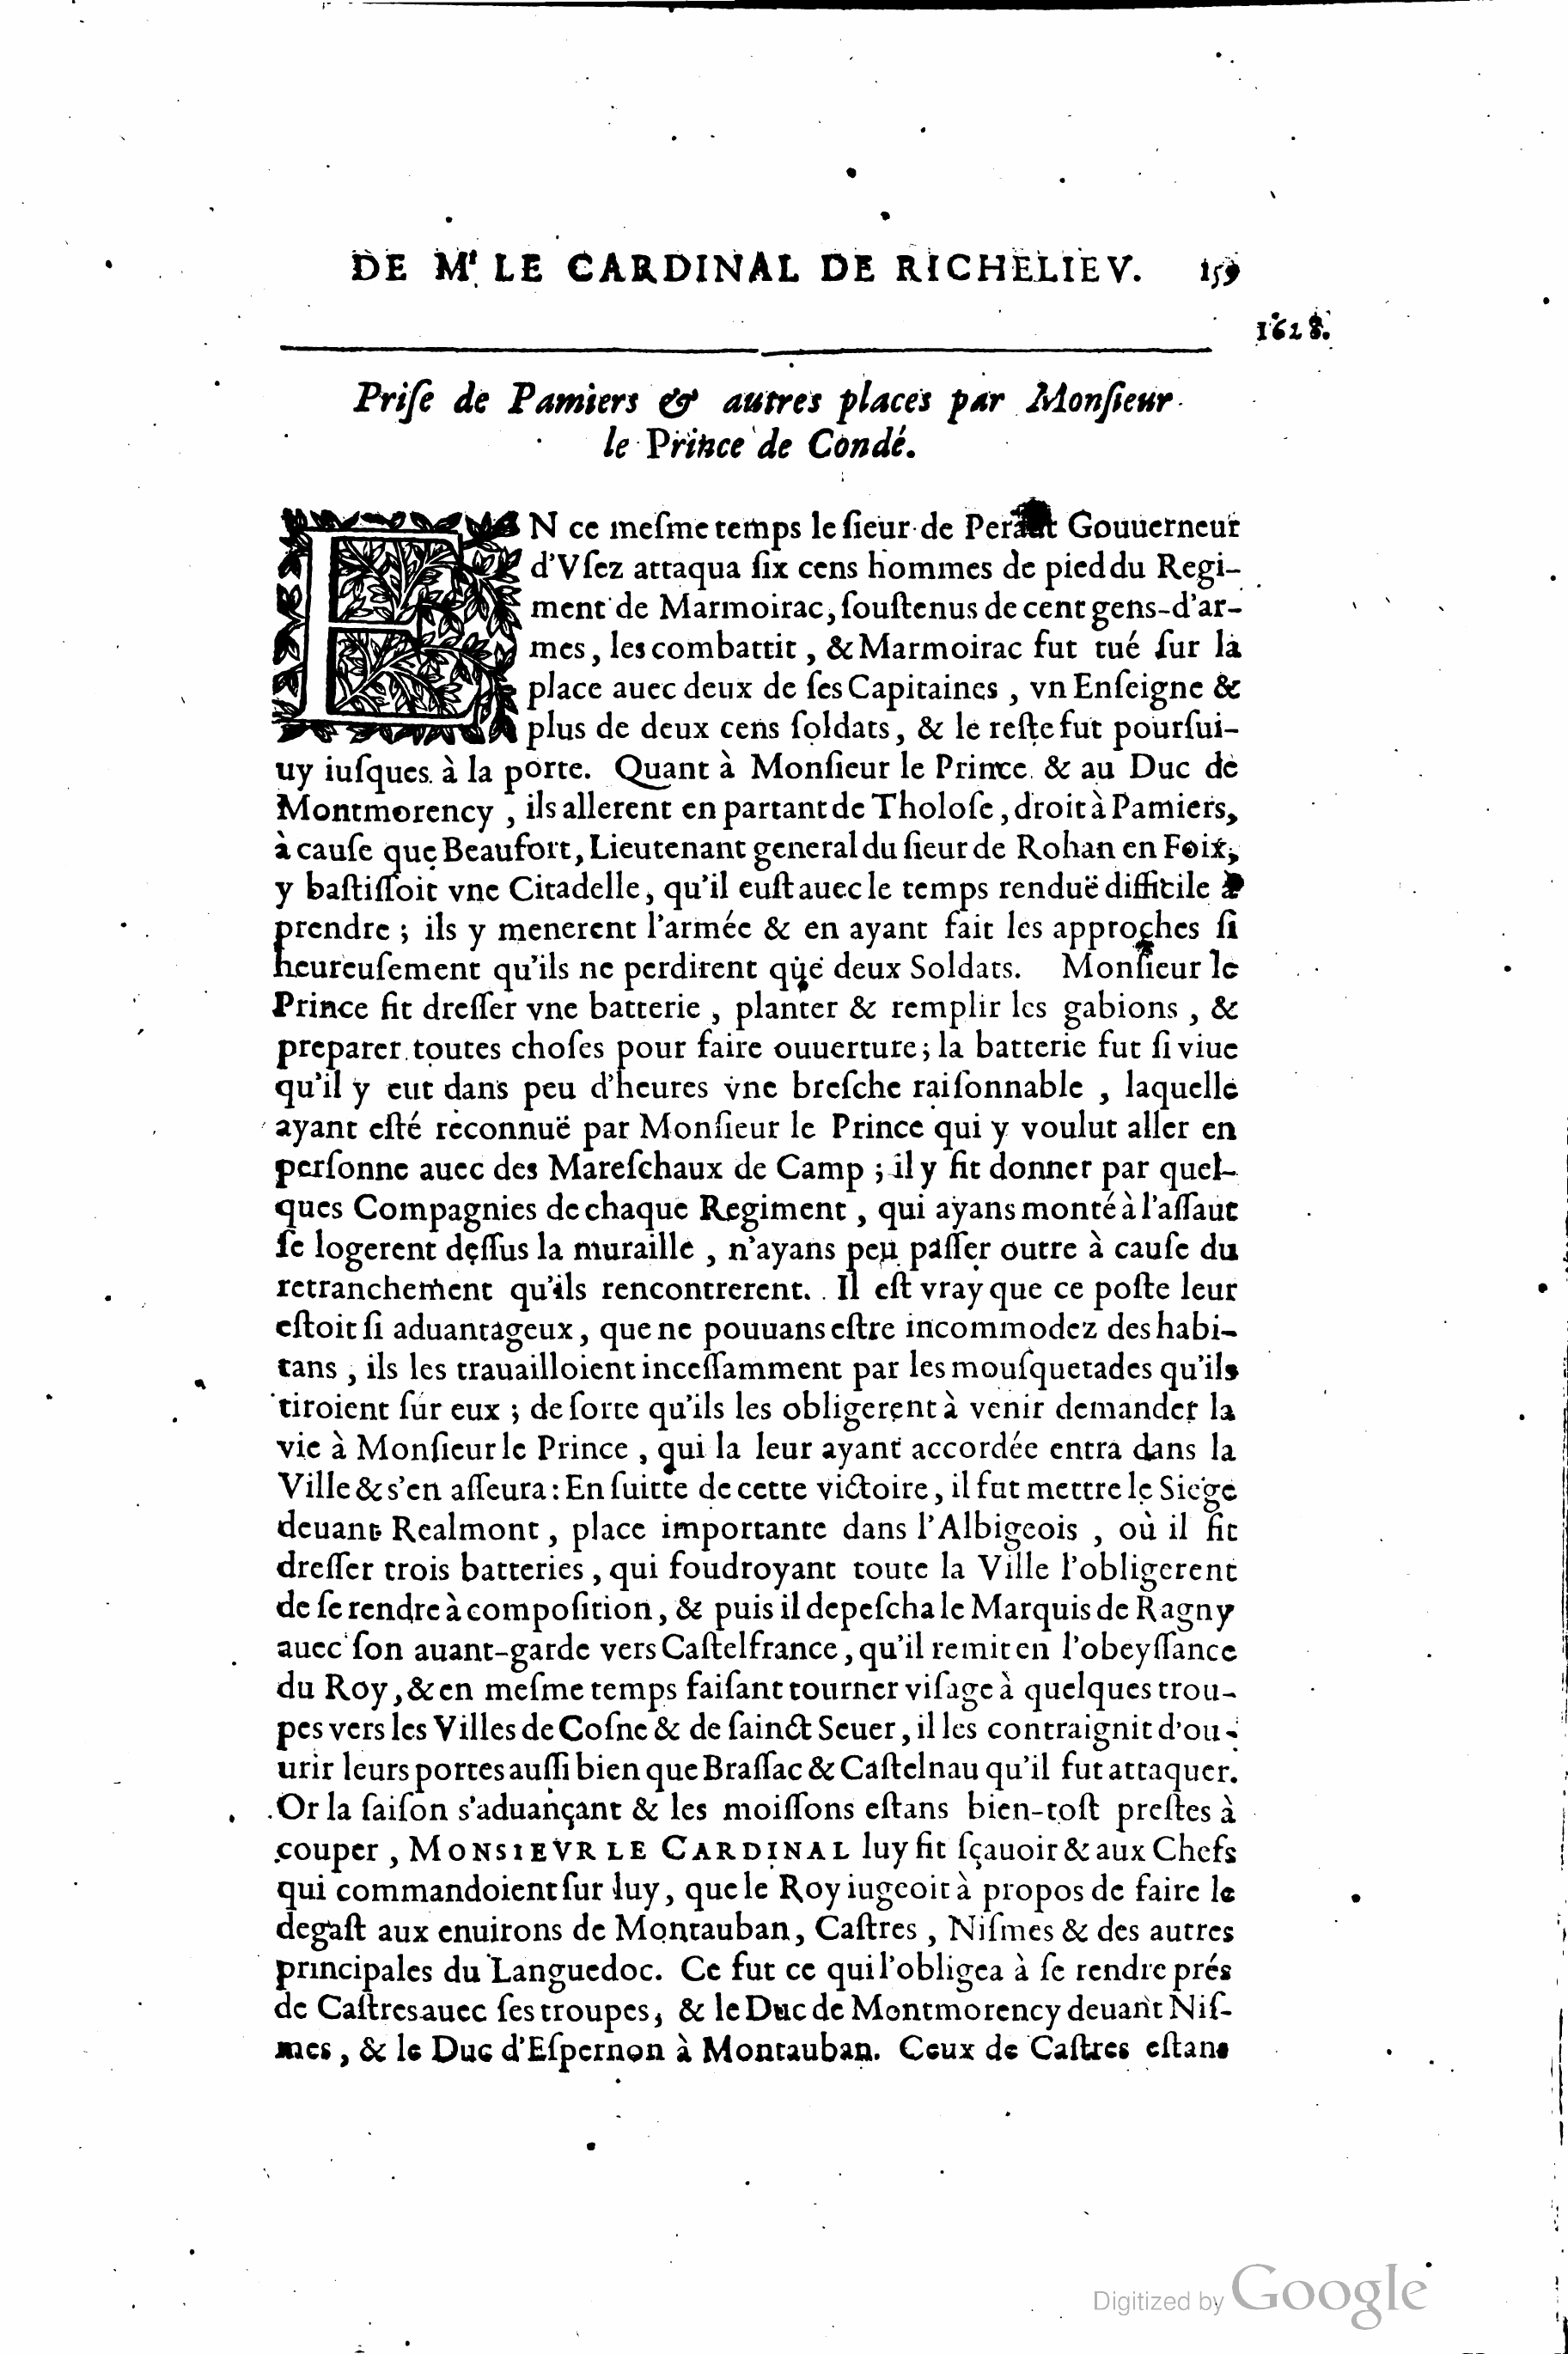 DE Mr. LE CARDINAL DE RICHELIEV. 159
1628.
Priſe de Pamiers & autres places par Monſieur
le Prince de Condé.
EN ce meſme temps le ſieur de Peraut Gouuerneur
d'Vſez attaqua ſix cens hommes de pied du Regi-
ment de Marmoirac, ſouſtenus de cent gens-d'ar-
mes, les combattit, & Marmoirac fut tué ſur la
place auec deux de ſes Capitaines, vn Enſeigne &
plus de deux cens ſoldats, & le reſte fut pourſui-
uy iuſques à la porte. Quant à Monſieur le Prince & au Duc de
Montmorency, ils allerent en partant de Tholoſe, droit à Pamiers,
à cauſe que Beaufort, Lieutenant general du ſieur de Rohan en Foix,
y baſtiſſoit vne Citadelle, qu'il euſt auec le temps renduë difficile à
prendre; ils y menerent l'armée & en ayant fait les approches ſi
heureuſement qu'ils ne perdirent que deux Soldats. Monſieur le
Prince fit dreſſer vne batterie, planter & remplir les gabions, &
preparer toutes choſes pour faire ouuerture; la batterie fut ſi viue
qu'il y eut dans peu d'heures vne breſche raiſonnable, laquelle
ayant eſté reconnuë par Monſieur le Prince qui y voulut aller en
perſonne auec des Mareſchaux de Camp; il y fit donner par quel-
ques Compagnies de chaque Regiment, qui ayans monté à l'aſſaut
ſe logerent deſſus la muraille, n'ayans peu paſſer outre à cauſe du
retranchement qu'ils rencontrerent. Il eſt vray que ce poſte leur
eſtoit ſi aduantageux, que ne pouuans eſtre incommodez des habi-
tans, ils les trauailloient inceſſamment par les mouſquetades qu'ils
tiroient ſur eux; de ſorte qu'ils les obligerent à venir demander la
vie à Monſieur le Prince, qui la leur ayant accordée entra dans la
Ville & s'en aſſeura: En ſuitte de cette victoire, il fut mettre le Siege
deuant Realmont, place importante dans l'Albigeois, où il fit
dreſſer trois batteries, qui foudroyant toute la Ville l'obligerent
de ſe rendre à compoſition, & puis il depeſcha le Marquis de Ragny
auec ſon auant-garde vers Caſtelfrance, qu'il remit en l'obeyſſance
du Roy, & en meſme temps faiſant tourner viſage à quelques trou-
pes vers les Villes de Coſne & de ſainct Seuer, il les contraignit d'ou-
urir leurs portes auſſi bien que Braſſac & Caſtelnau qu'il fut attaquer.
Or la ſaiſon s'aduançant & les moiſſons eſtans bien-toſt preſtes à
couper, MONSIEVR LE CARDINAL luy fit ſçauoir & aux Chefs
qui commandoient ſur luy, que le Roy iugeoit à propos de faire le
degaſt aux enuirons de Montauban, Caſtres, Niſmes & des autres
principales du Languedoc. Ce fut ce qui l'obligea à ſe rendre prés
de Caſtres auec ſes troupes, & le Duc de Montmorency deuant Niſ-
mes, & le Duc d'Eſpernon à Montauban. Ceux de Caſtres eſtans
Digitized by Google